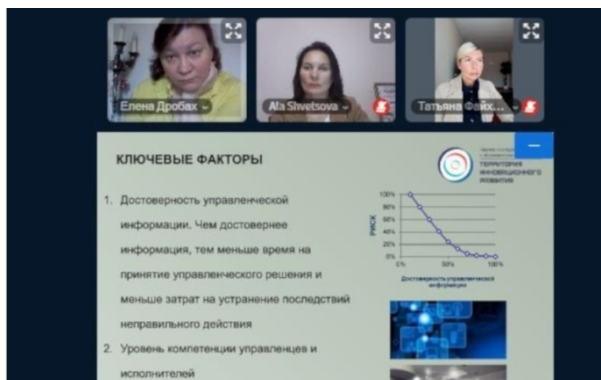 Елена Дробах
Alla Shvetsova
Татьяна Файх...
КЛЮЧЕВЫЕ ФАКТОРЫ
ТЕРРИТОРИЯ
ИННОВАЦИОННОГО
РАЗВИТИЯ
1. Достоверность управленческой
информации. Чем достовернее
информация, тем меньше время на
принятие управленческого решения и
меньше затрат на устранение последствий
неправильного действия
2. Уровень компетенции управленцев и
исполнителей
РИСК
100%
80%
60%
40%
20%
0%
0%
50%
100%
Достоверность управленческой
информации